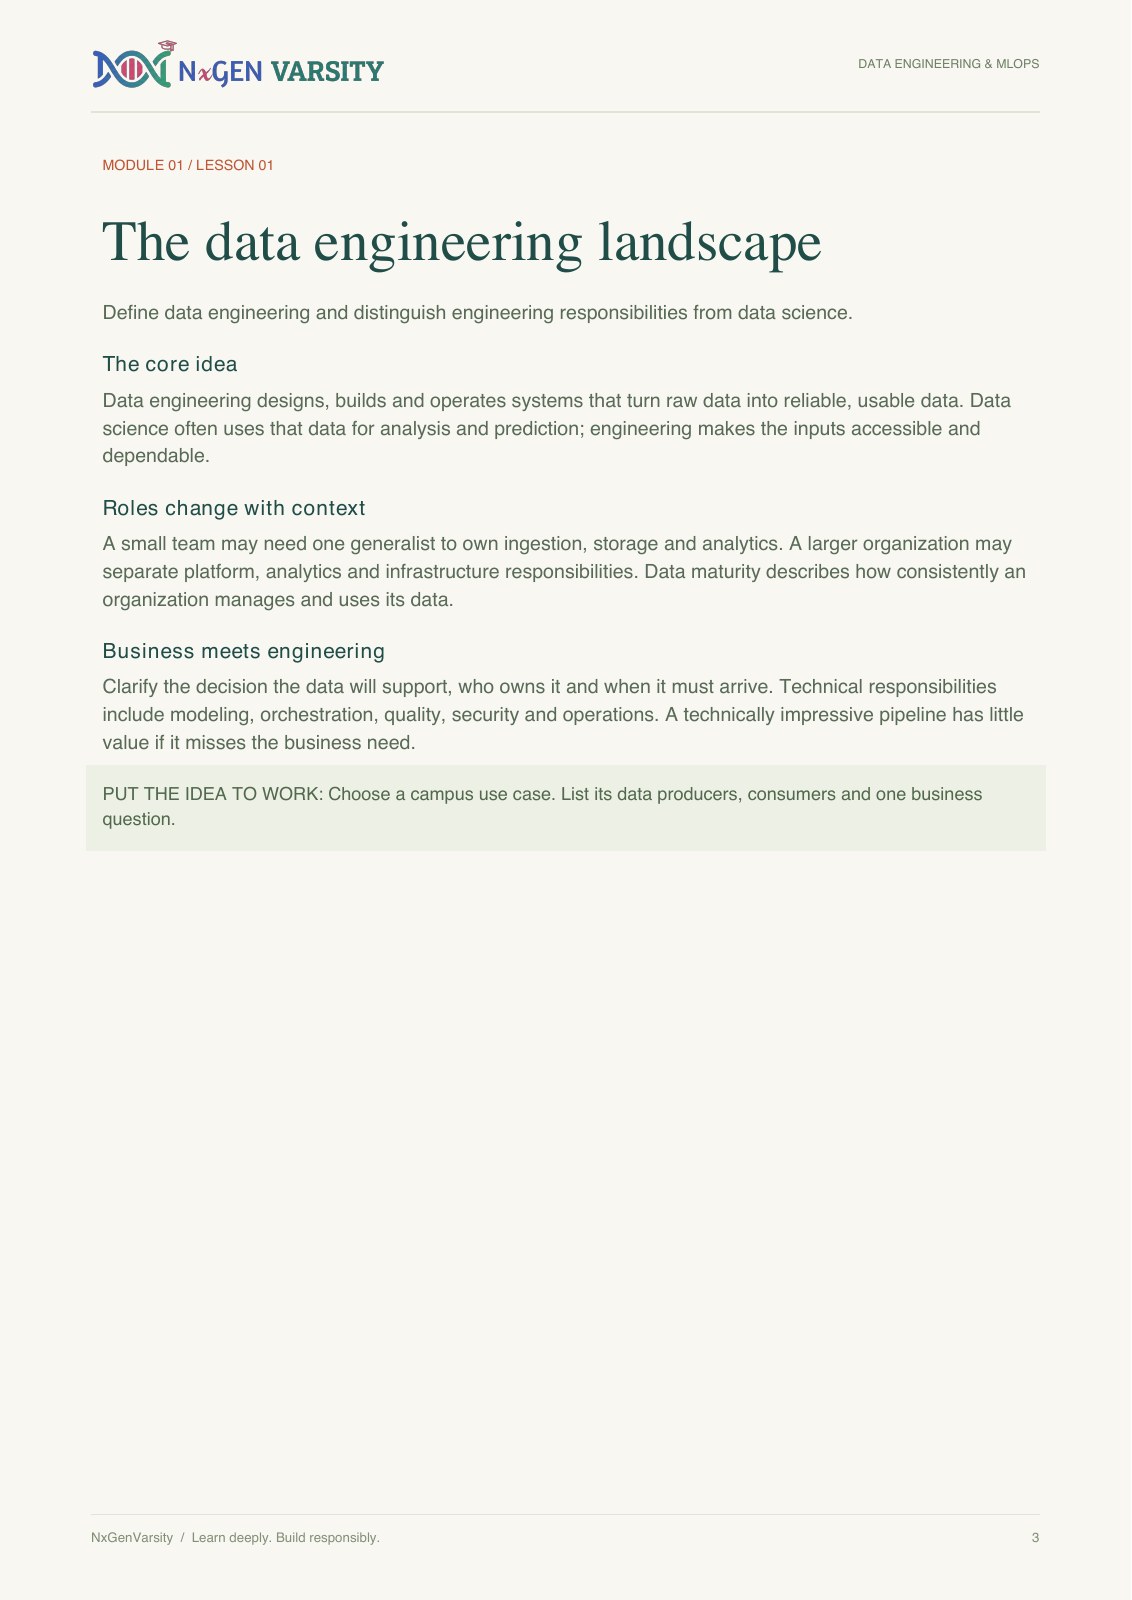 NxGEN VARSITY
DATA ENGINEERING & MLOPS
MODULE 01 / LESSON 01
The data engineering landscape
Define data engineering and distinguish engineering responsibilities from data science.
The core idea
Data engineering designs, builds and operates systems that turn raw data into reliable, usable data. Data
science often uses that data for analysis and prediction; engineering makes the inputs accessible and
dependable.
Roles change with context
A small team may need one generalist to own ingestion, storage and analytics. A larger organization may
separate platform, analytics and infrastructure responsibilities. Data maturity describes how consistently an
organization manages and uses its data.
Business meets engineering
Clarify the decision the data will support, who owns it and when it must arrive. Technical responsibilities
include modeling, orchestration, quality, security and operations. A technically impressive pipeline has little
value if it misses the business need.
PUT THE IDEA TO WORK: Choose a campus use case. List its data producers, consumers and one business
question.
NxGenVarsity / Learn deeply. Build responsibly.
3